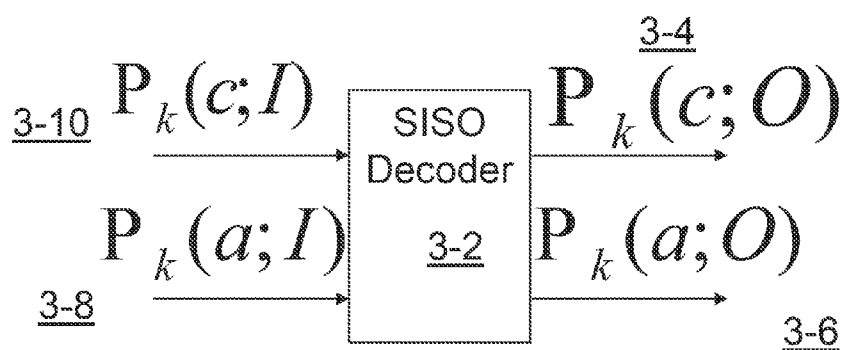 3-4
3-10
P_k(c;I)
SISO
Decoder
P_k(c;O)
P_k(a;I)
3-2
P_k(a;O)
3-8
3-6